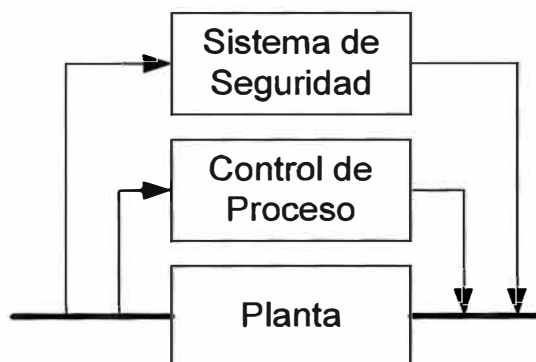 Sistema de
Seguridad
Control de
Proceso
Planta